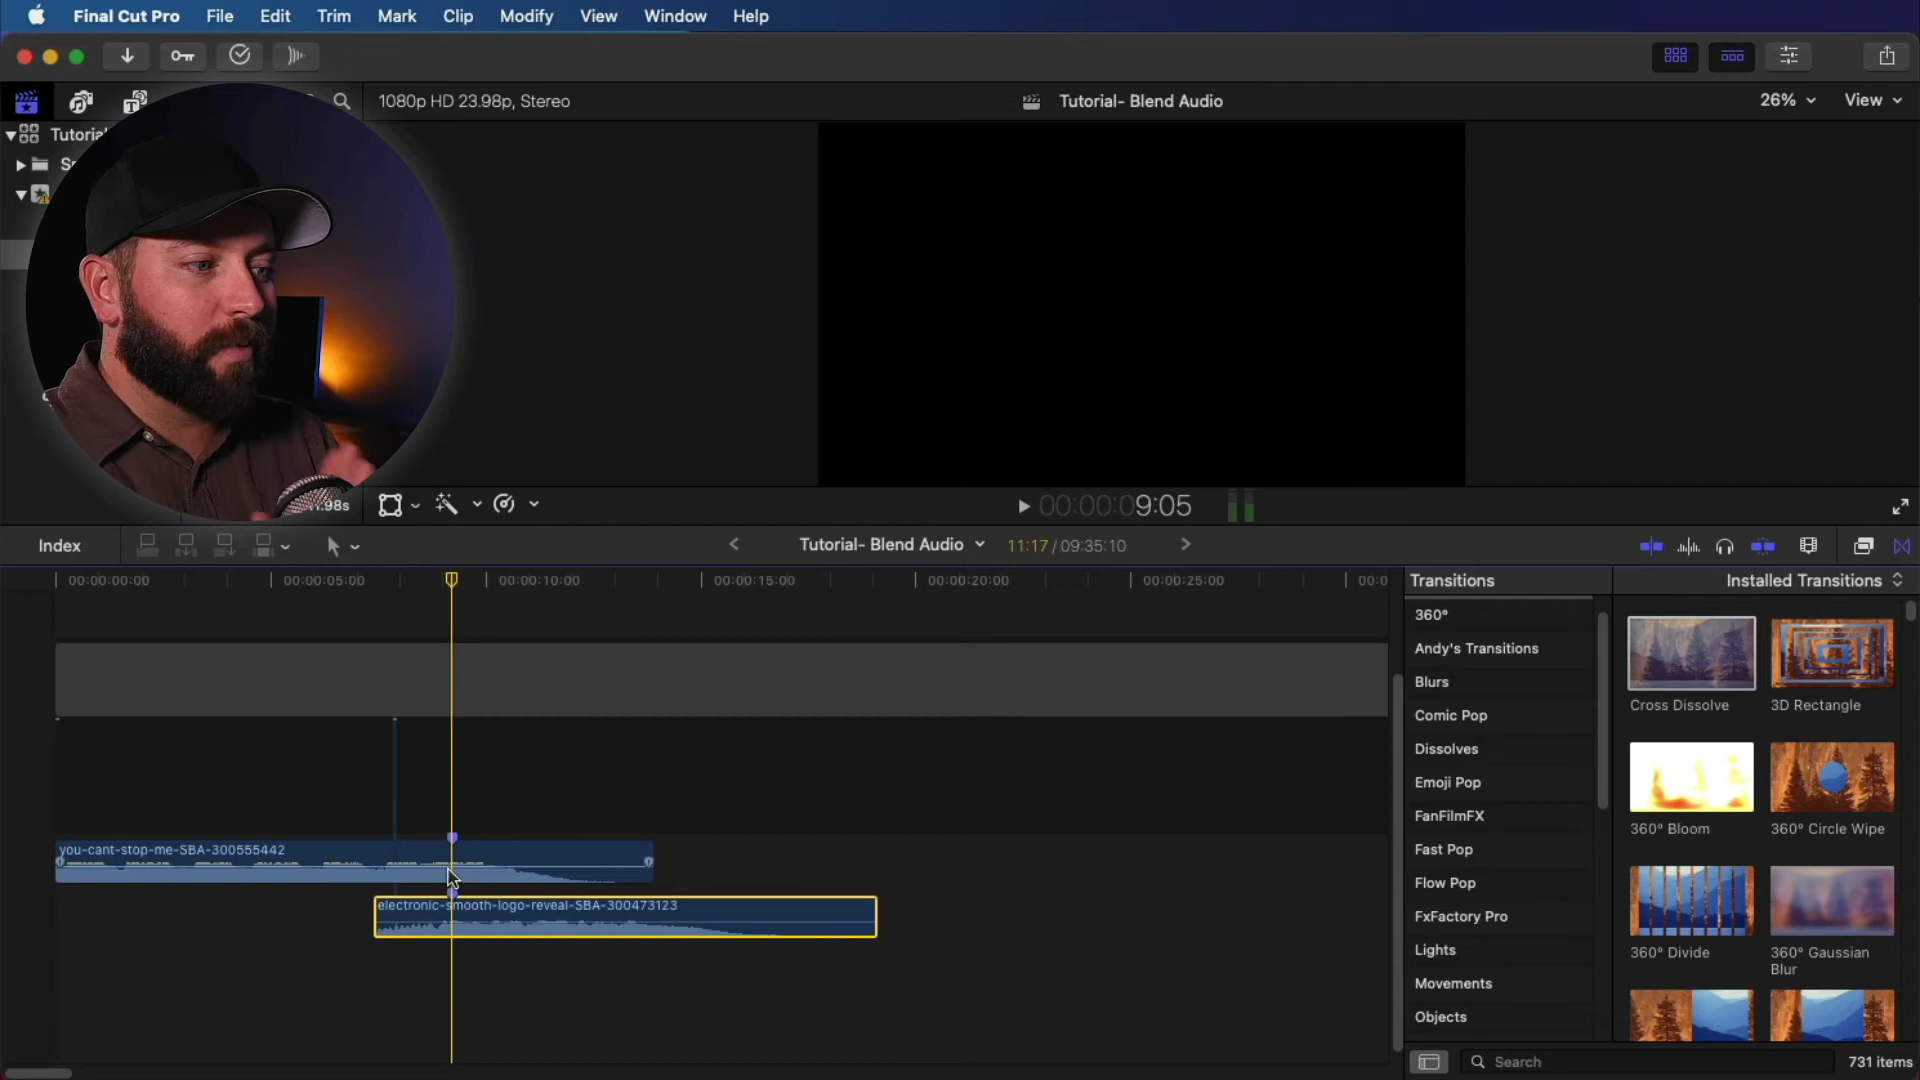 Final Cut Pro File Edit Trim Mark Clip Modify View Window Help
1080p HD 23.98p, Stereo
Tutorial- Blend Audio
26% View
Tutorial
.98s
00:00:09:05
Index
Tutorial- Blend Audio
11:17 / 09:35:10
00:00:00:00 00:00:05:00 00:00:10:00 00:00:15:00 00:00:20:00 00:00:25:00 00:0
you-cant-stop-me-SBA-300555442
electronic-smooth-logo-reveal-SBA-300473123
Transitions
Installed Transitions
360°
Andy's Transitions
Blurs
Comic Pop
Dissolves
Emoji Pop
FanFilmFX
Fast Pop
Flow Pop
FxFactory Pro
Lights
Movements
Objects
Cross Dissolve
3D Rectangle
360° Bloom
360° Circle Wipe
360° Divide
360° Gaussian
Blur
Search
731 items